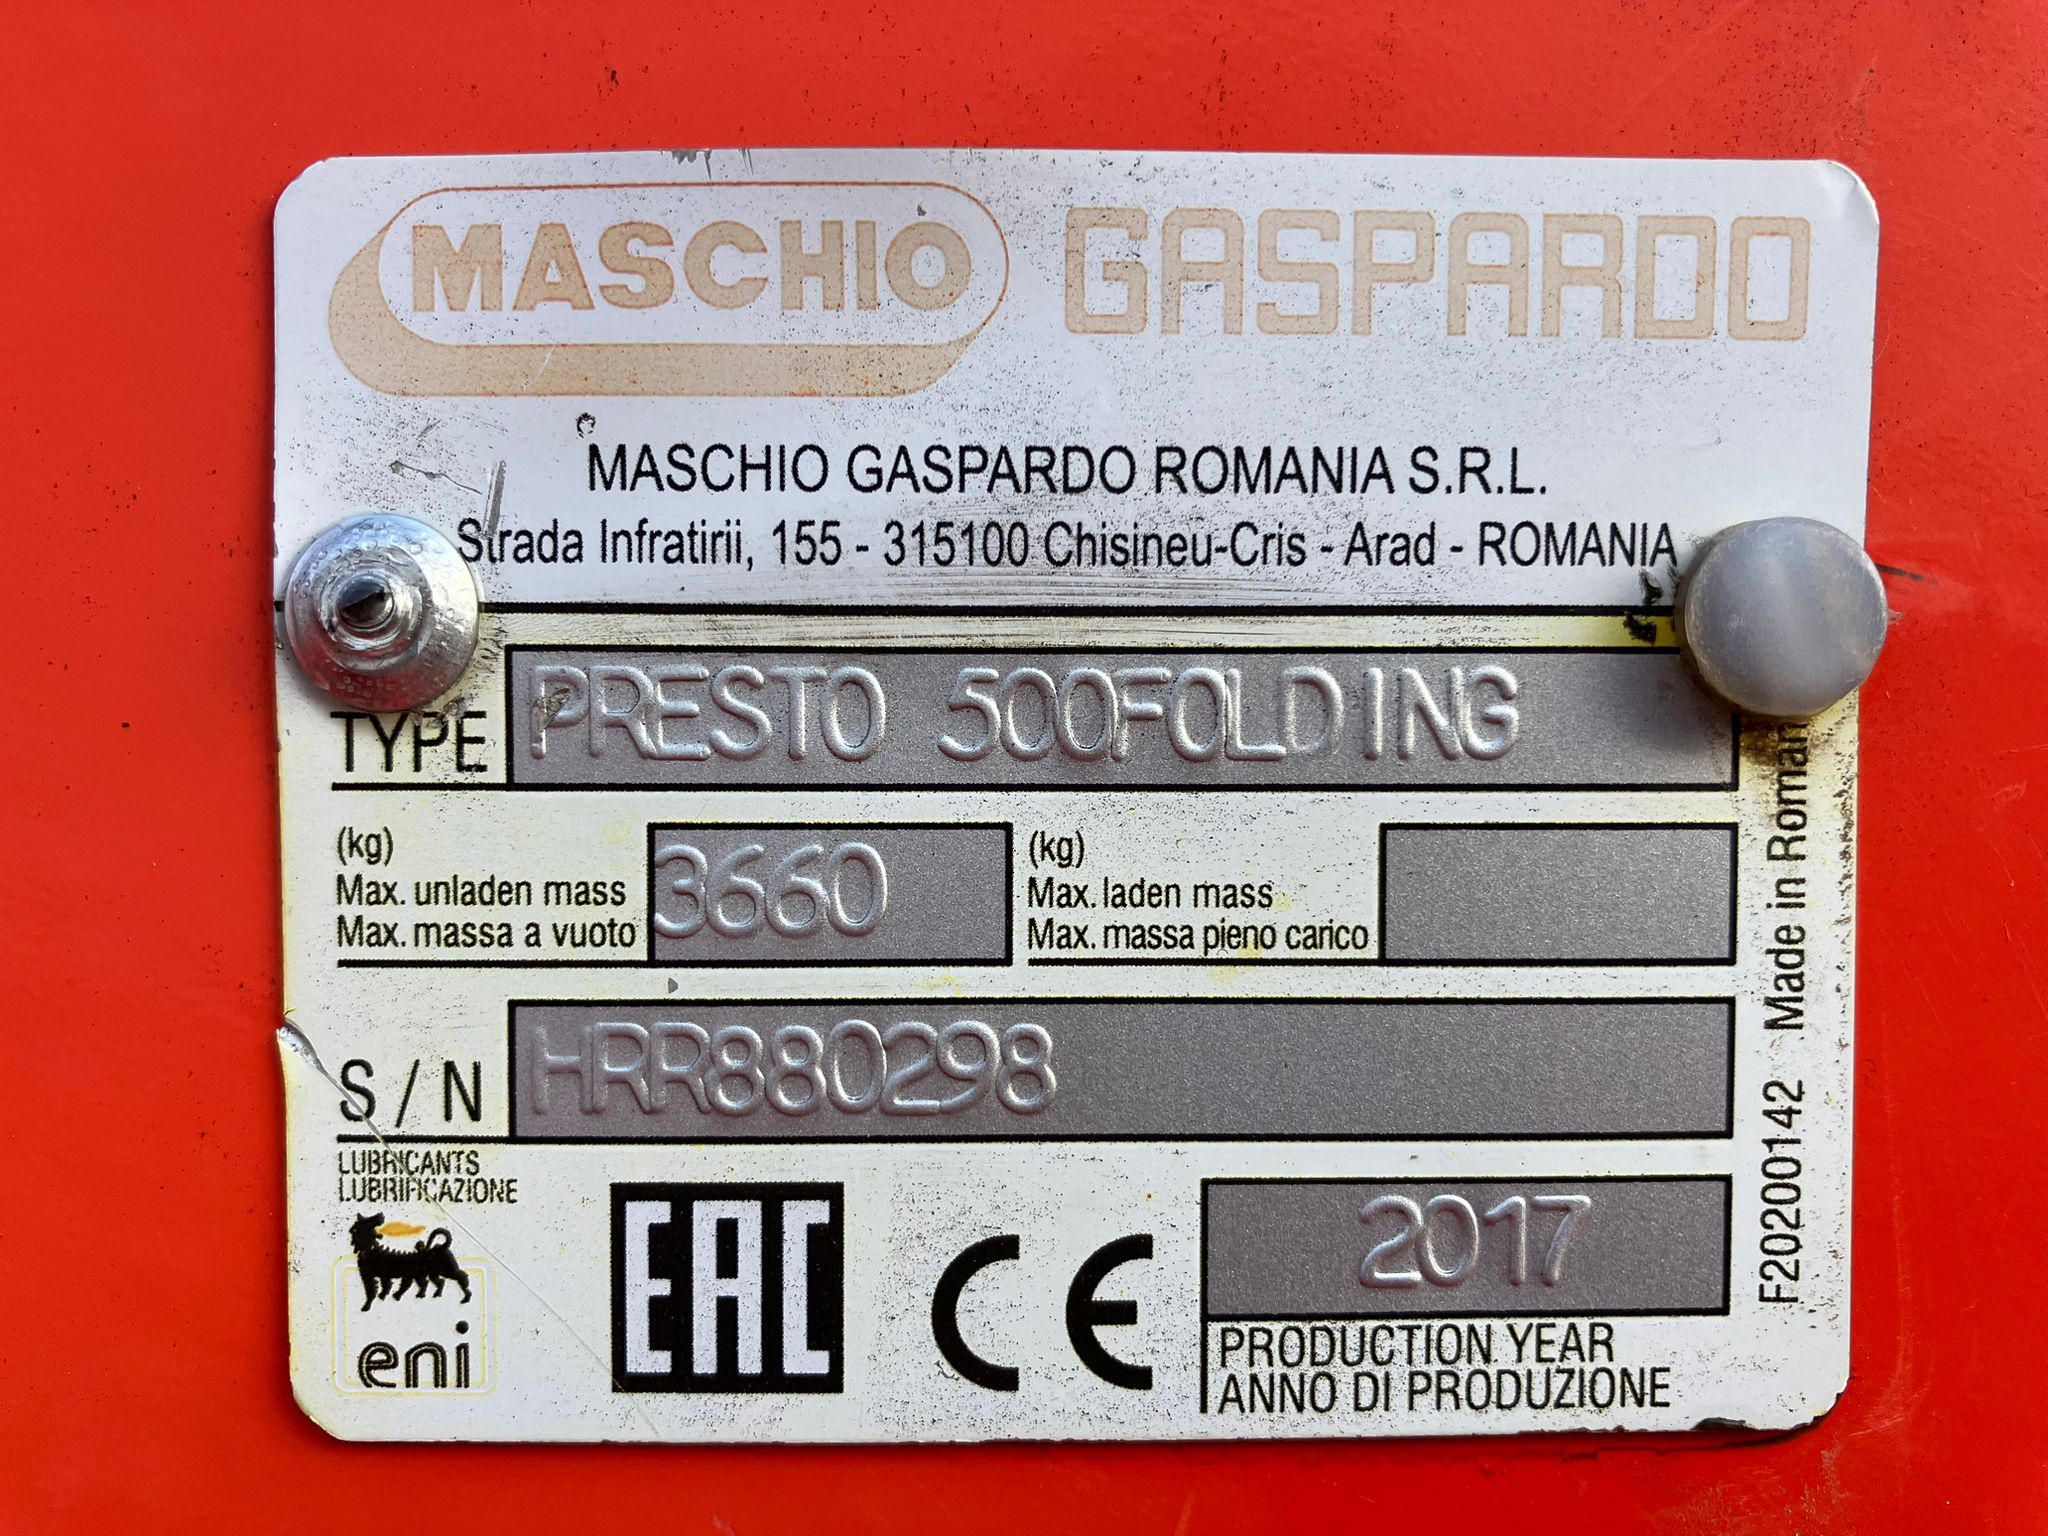 MASCHIO GASPARDO
MASCHIO GASPARDO ROMANIA S.R.L.
Strada Infratirii, 155 - 315100 Chisineu-Cris - Arad - ROMANIA
TYPE PRESTO 500FOLDING
(kg)
Max. unladen mass
Max. massa a vuoto
3660
(kg)
Max. laden mass
Max. massa pieno carico
S/N HRR880298
LUBRICANTS
LUBRIFICAZIONE
eni
EAC
CE
2017
PRODUCTION YEAR
ANNO DI PRODUZIONE
F20200142 Made in